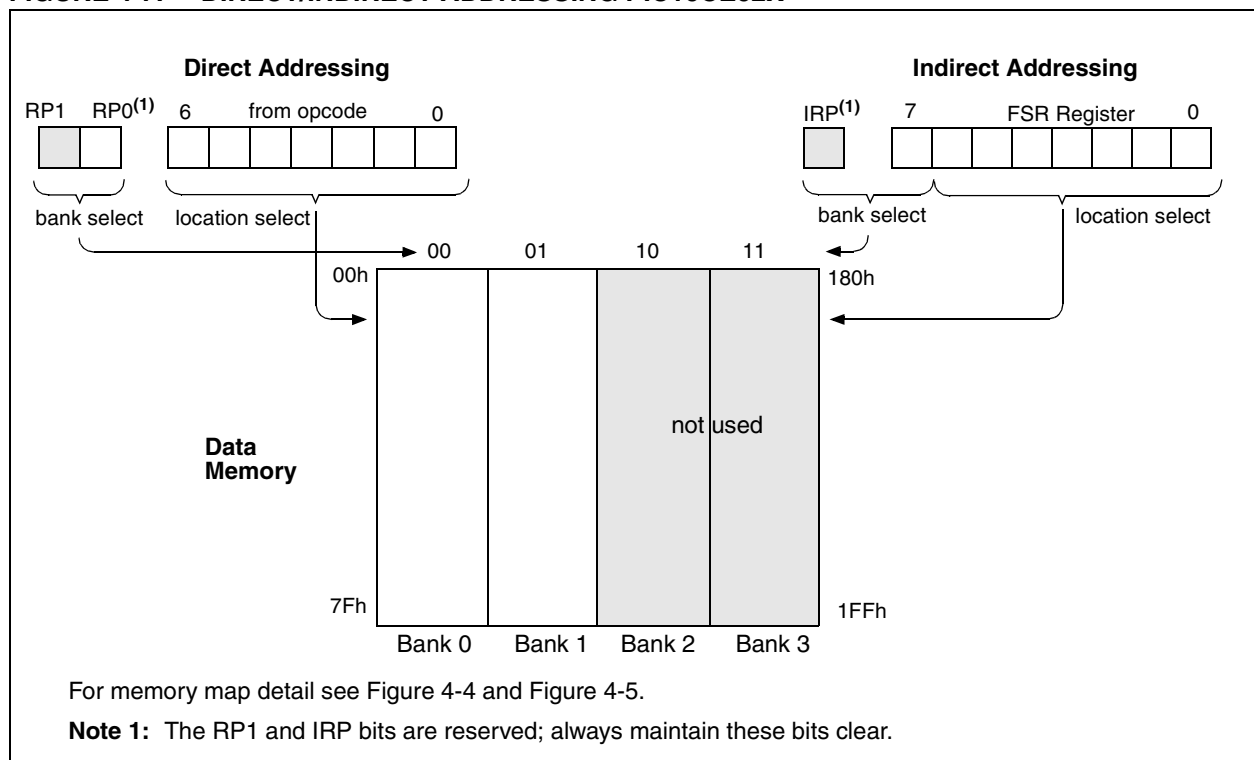 Direct Addressing
Indirect Addressing
RP1 RP0(1) 6 from opcode 0
IRP(1) 7 FSR Register 0
bank select location select
bank select location select
00 01 10 11
00h 180h
not used
Data
Memory
7Fh 1FFh
Bank 0 Bank 1 Bank 2 Bank 3
For memory map detail see Figure 4-4 and Figure 4-5.
Note 1: The RP1 and IRP bits are reserved; always maintain these bits clear.